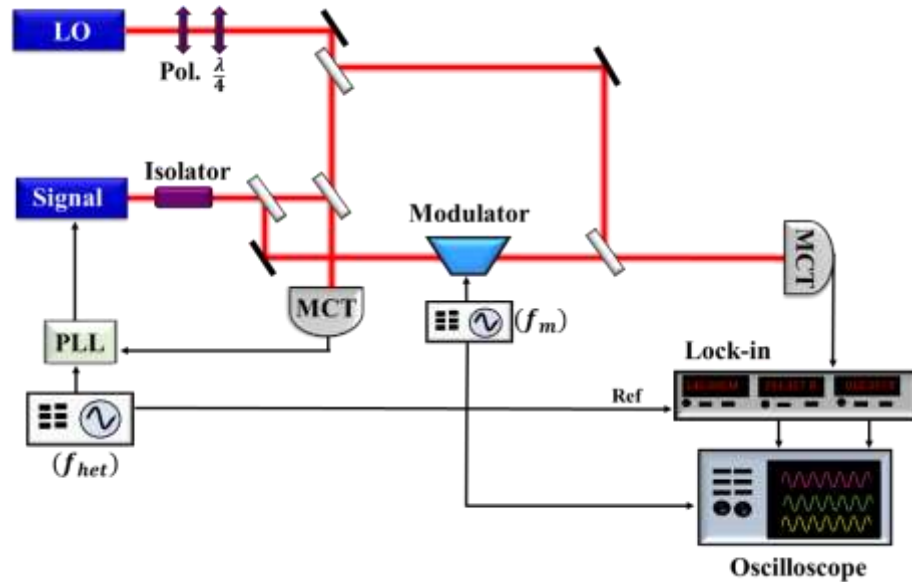 LO
Pol. λ/4
Isolator
Signal
Modulator
MCT
MCT
(f_m)
PLL
Lock-in
Ref
(f_het)
Oscilloscope